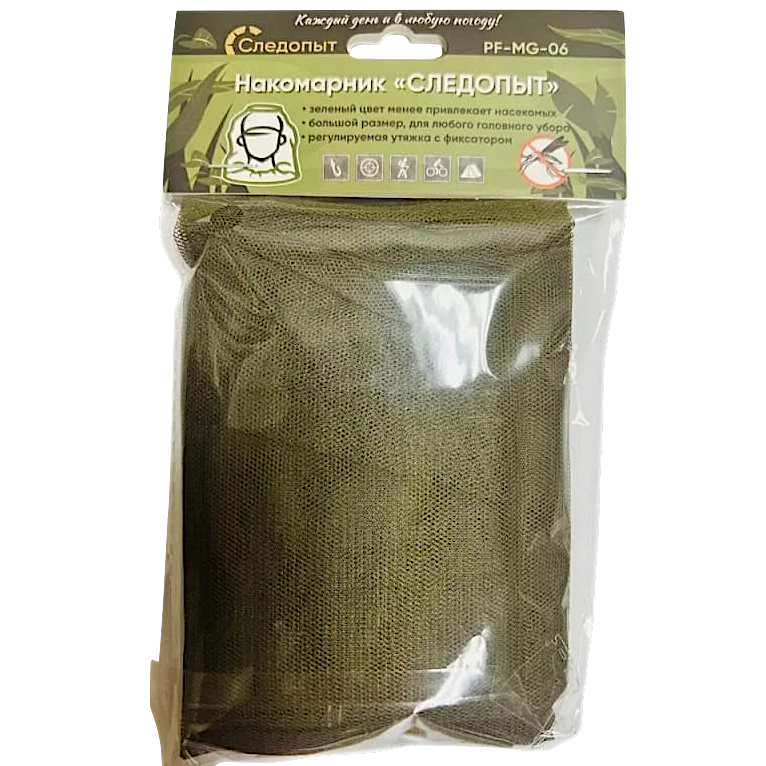 Каждый день и в любую погоду!
Следопыт
PF-MG-06
Накомарник «СЛЕДОПЫТ»
• зеленый цвет менее привлекает насекомых
• большой размер, для любого головного убора
• регулируемая утяжка с фиксатором